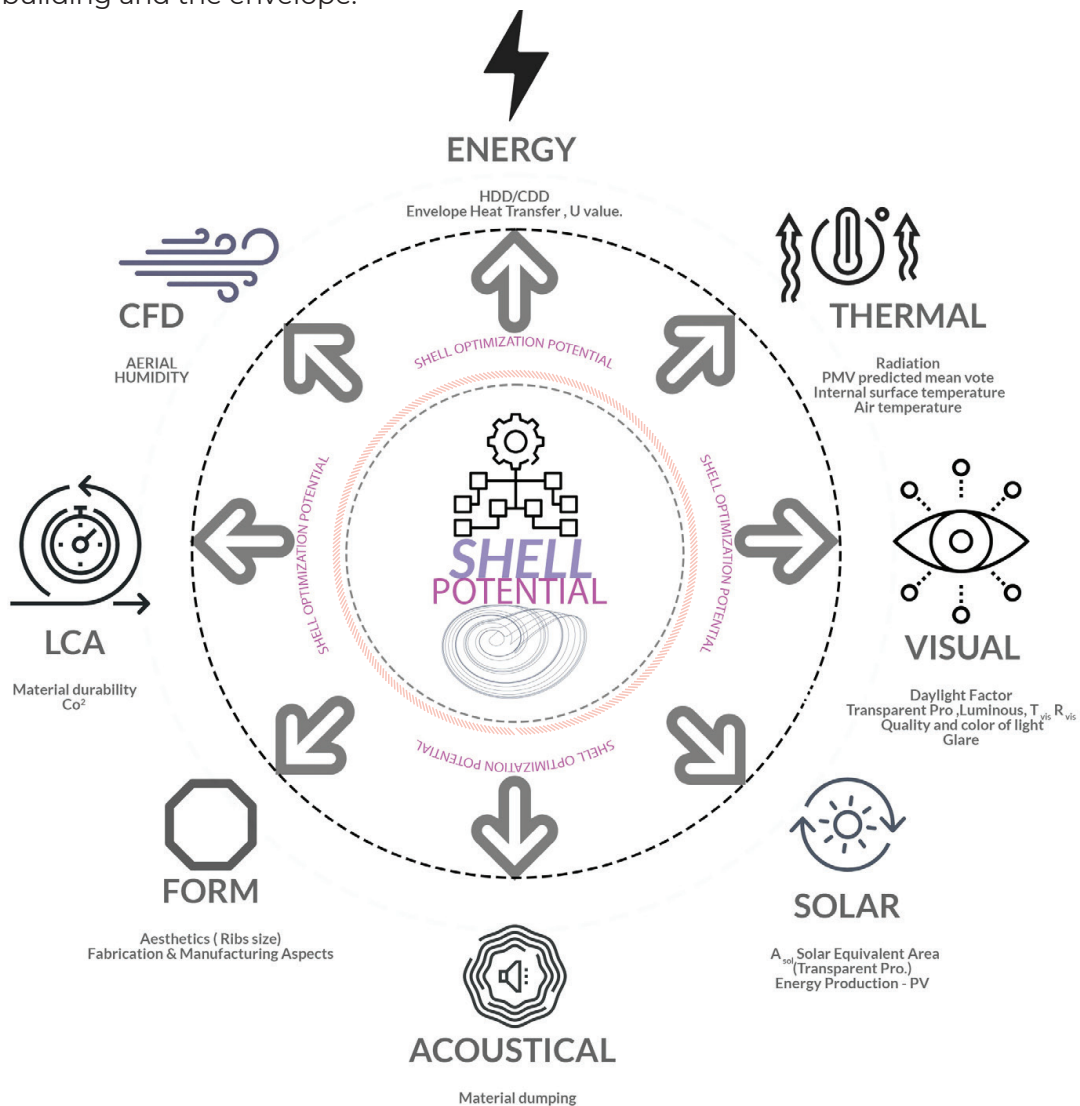 building and the envelope.
ENERGY
HDD/CDD
Envelope Heat Transfer , U value.
CFD
AERIAL
HUMIDITY
THERMAL
Radiation
PMV predicted mean vote
Internal surface temperature
Air temperature
SHELL OPTIMIZATION POTENTIAL
SHELL OPTIMIZATION POTENTIAL
SHELL OPTIMIZATION POTENTIAL
SHELL
POTENTIAL
LCA
Material durability
Co²
VISUAL
Daylight Factor
Transparent Pro ,Luminous, T vis R vis
Quality and color of light
Glare
SHELL OPTIMIZATION POTENTIAL
FORM
Aesthetics ( Ribs size)
Fabrication & Manufacturing Aspects
SOLAR
A sol Solar Equivalent Area
(Transparent Pro.)
Energy Production - PV
ACOUSTICAL
Material dumping